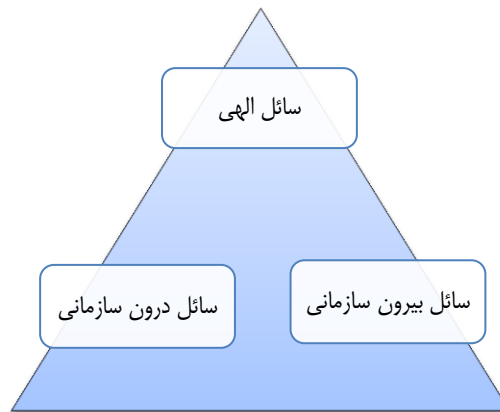 سائل الهی
سائل بیرون سازمانی
سائل درون سازمانی